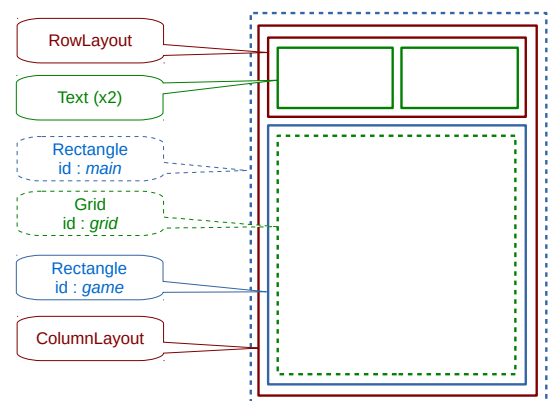 RowLayout
Text (x2)
Rectangle
id : main
Grid
id : grid
Rectangle
id : game
ColumnLayout